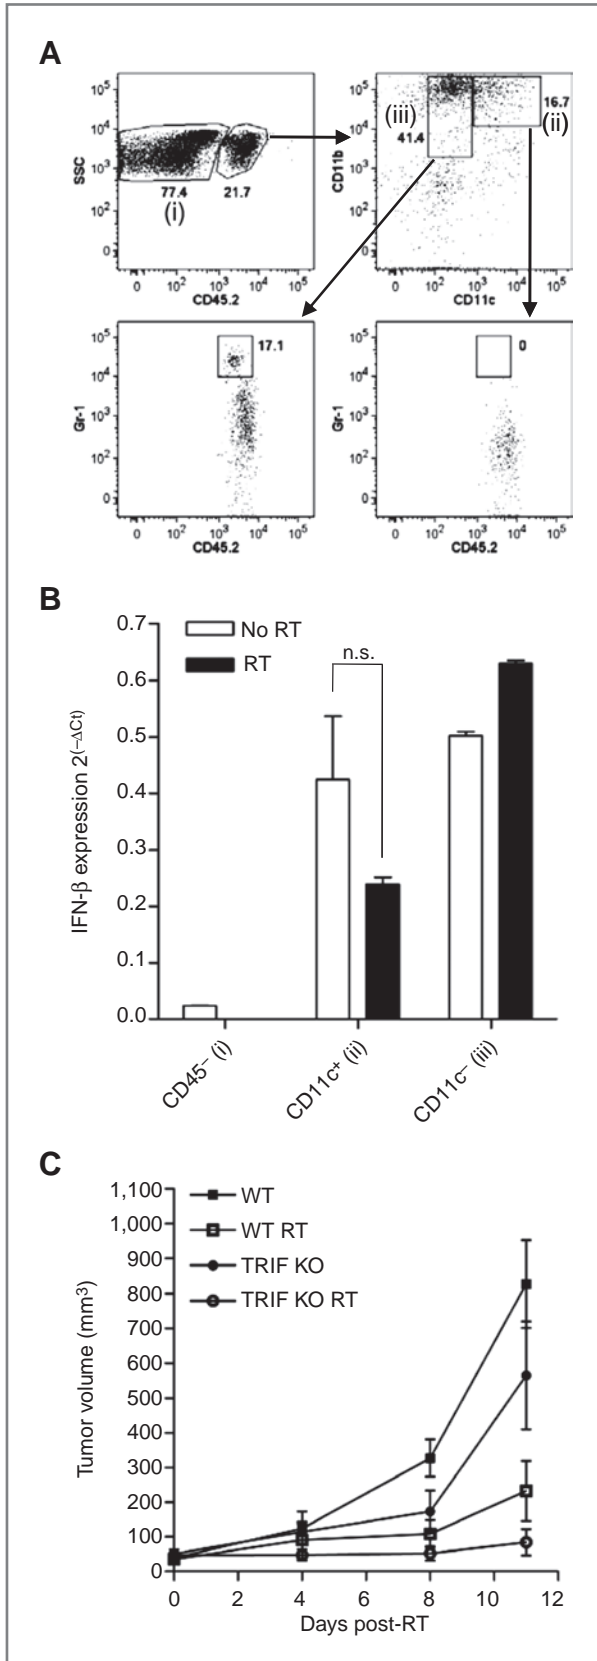 A
10⁵
10⁴
10³
10²
0
SSC
77.4
21.7
(i)
0 10² 10³ 10⁴ 10⁵
CD45.2
10⁵
10⁴
10³
10²
0
CD11b
(iii)
41.4
16.7
(ii)
0 10² 10³ 10⁴ 10⁵
CD11c
10⁵
10⁴
10³
10²
0
Gr-1
17.1
0 10² 10³ 10⁴ 10⁵
CD45.2
10⁵
10⁴
10³
10²
0
Gr-1
0
0 10² 10³ 10⁴ 10⁵
CD45.2
B
IFN-β expression 2^(−ΔCt)
0.7
0.6
0.5
0.4
0.3
0.2
0.1
0.0
No RT
RT
n.s.
CD45⁻ (i)
CD11c⁺ (ii)
CD11c⁻ (iii)
C
Tumor volume (mm³)
1,100
1,000
900
800
700
600
500
400
300
200
100
0
WT
WT RT
TRIF KO
TRIF KO RT
0 2 4 6 8 10 12
Days post-RT